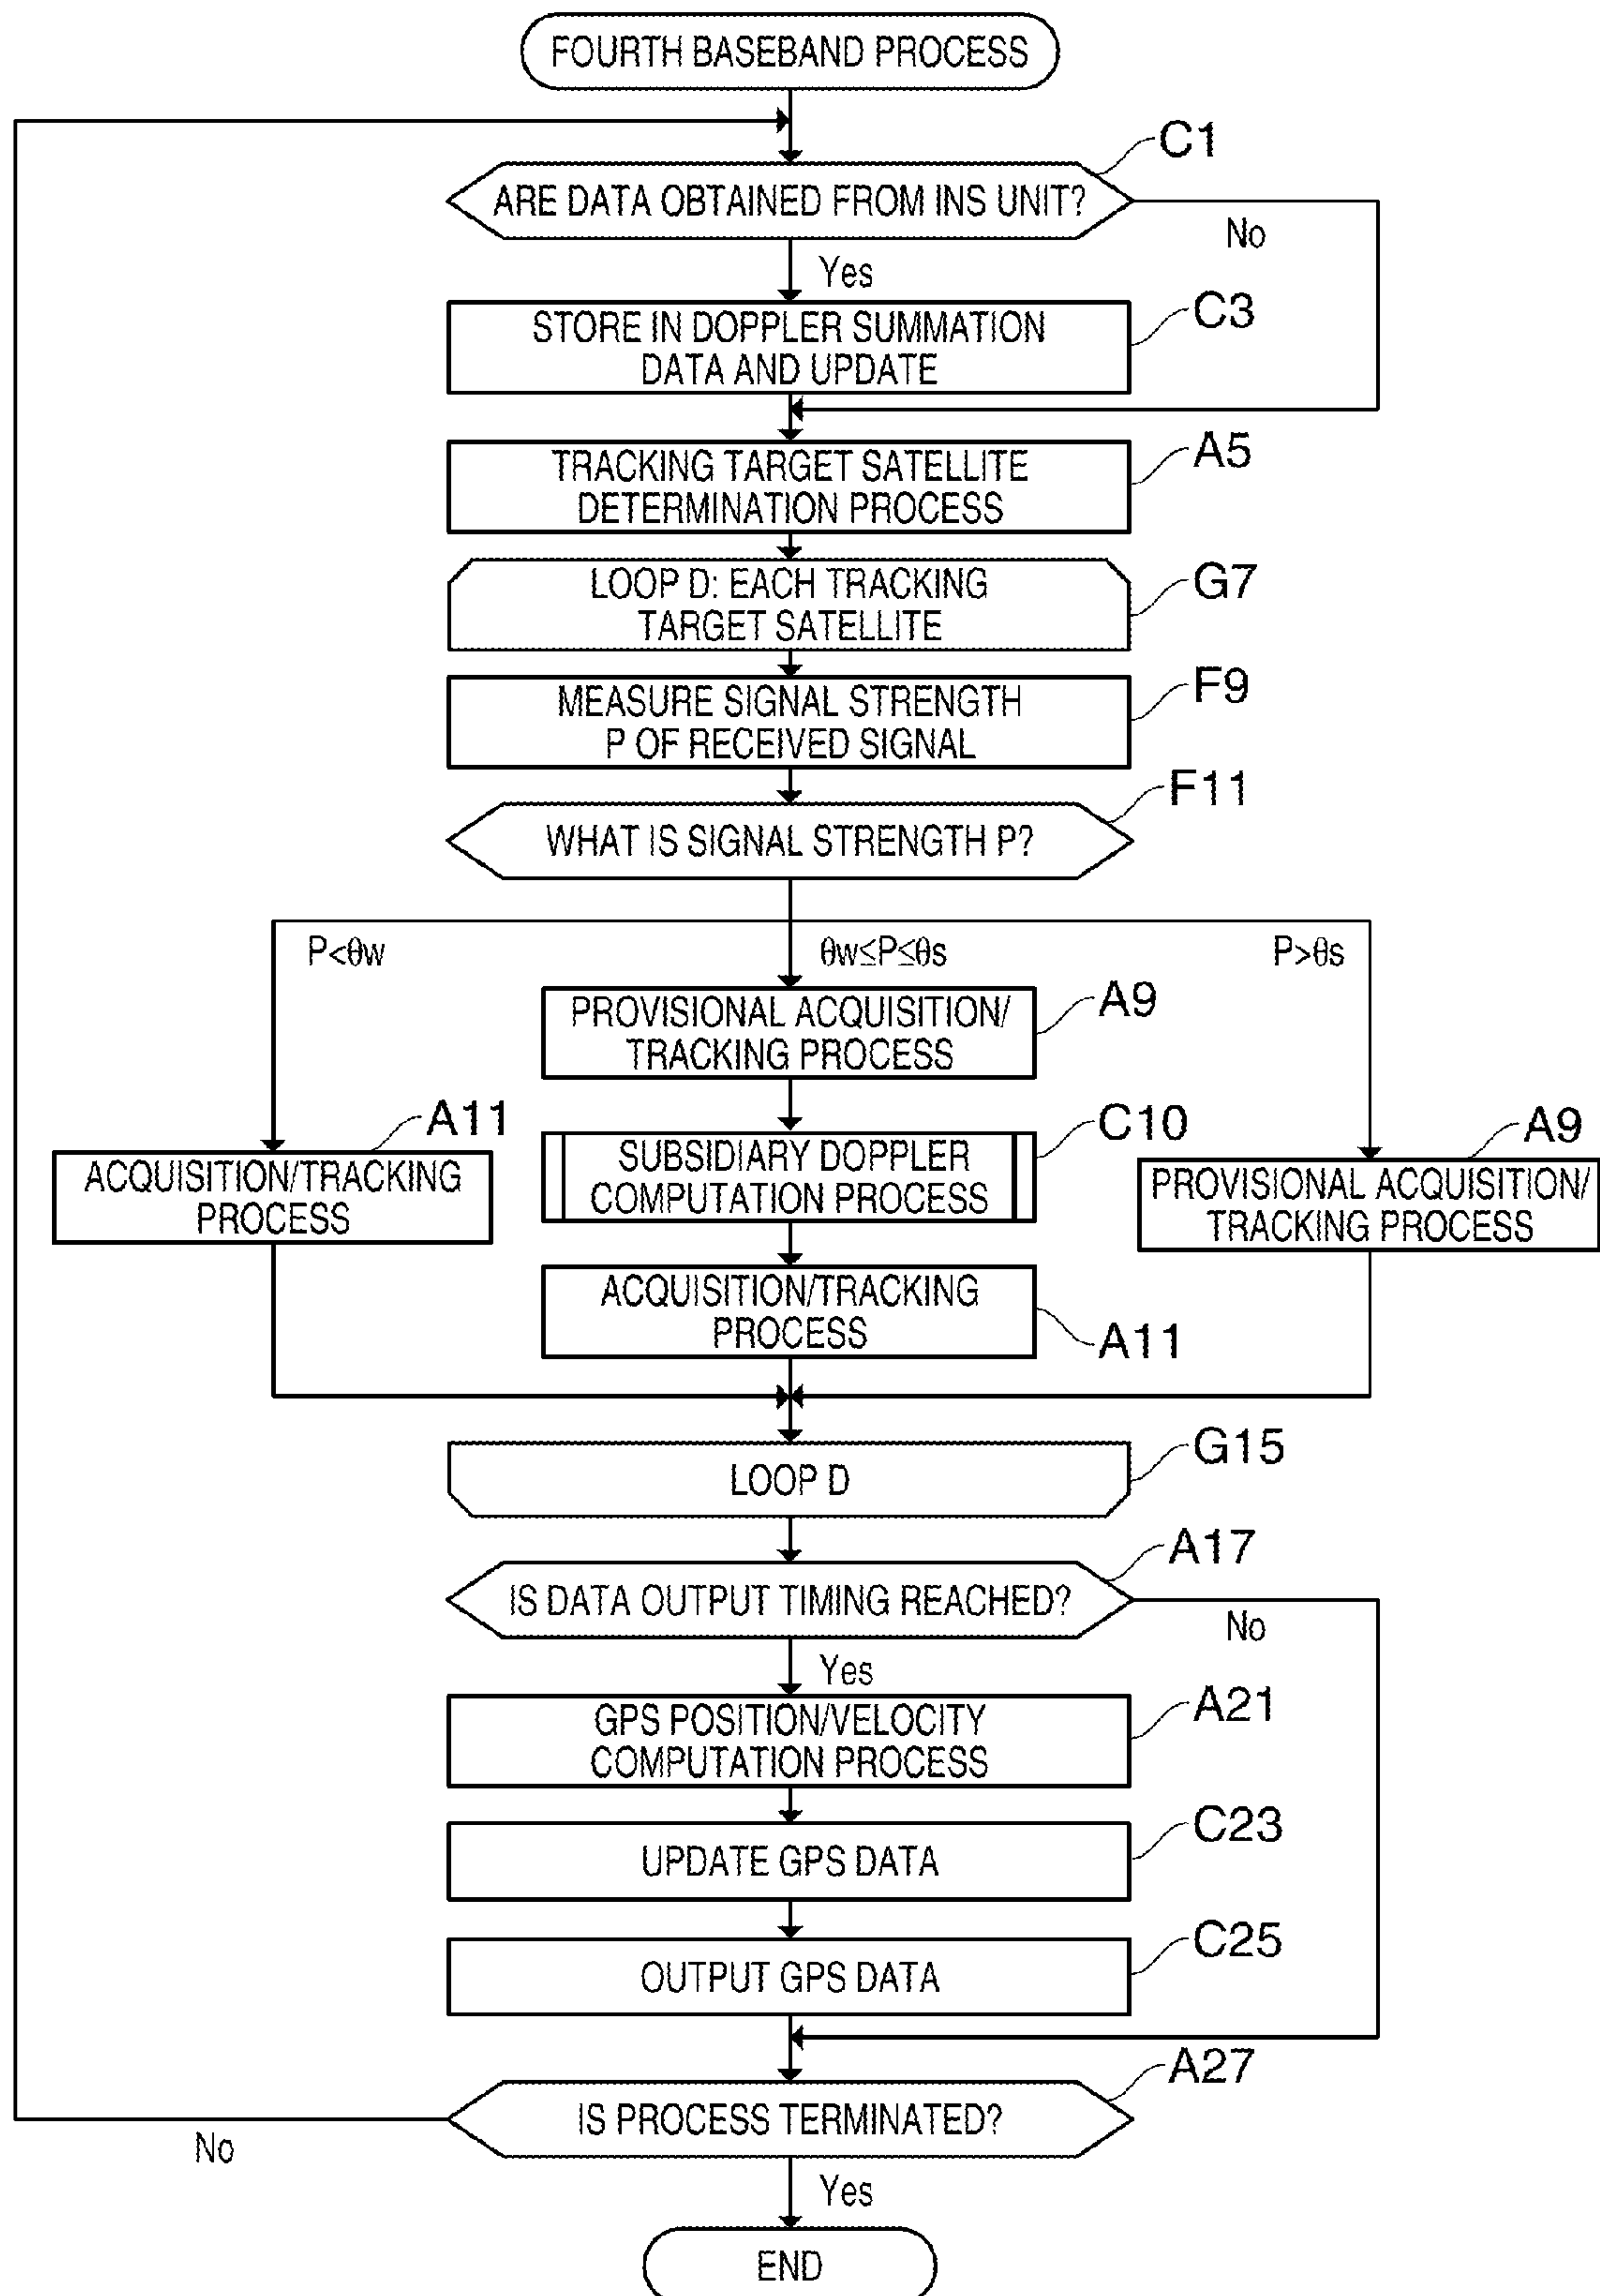 FOURTH BASEBAND PROCESS
C1
ARE DATA OBTAINED FROM INS UNIT?
No
Yes
C3
STORE IN DOPPLER SUMMATION
DATA AND UPDATE
A5
TRACKING TARGET SATELLITE
DETERMINATION PROCESS
G7
LOOP D: EACH TRACKING
TARGET SATELLITE
F9
MEASURE SIGNAL STRENGTH
P OF RECEIVED SIGNAL
F11
WHAT IS SIGNAL STRENGTH P?
P<θw
θw≤P≤θs
P>θs
A9
PROVISIONAL ACQUISITION/
TRACKING PROCESS
A11
ACQUISITION/TRACKING
PROCESS
C10
SUBSIDIARY DOPPLER
COMPUTATION PROCESS
A9
PROVISIONAL ACQUISITION/
TRACKING PROCESS
ACQUISITION/TRACKING
PROCESS
A11
G15
LOOP D
A17
IS DATA OUTPUT TIMING REACHED?
No
Yes
A21
GPS POSITION/VELOCITY
COMPUTATION PROCESS
C23
UPDATE GPS DATA
C25
OUTPUT GPS DATA
A27
IS PROCESS TERMINATED?
No
Yes
END